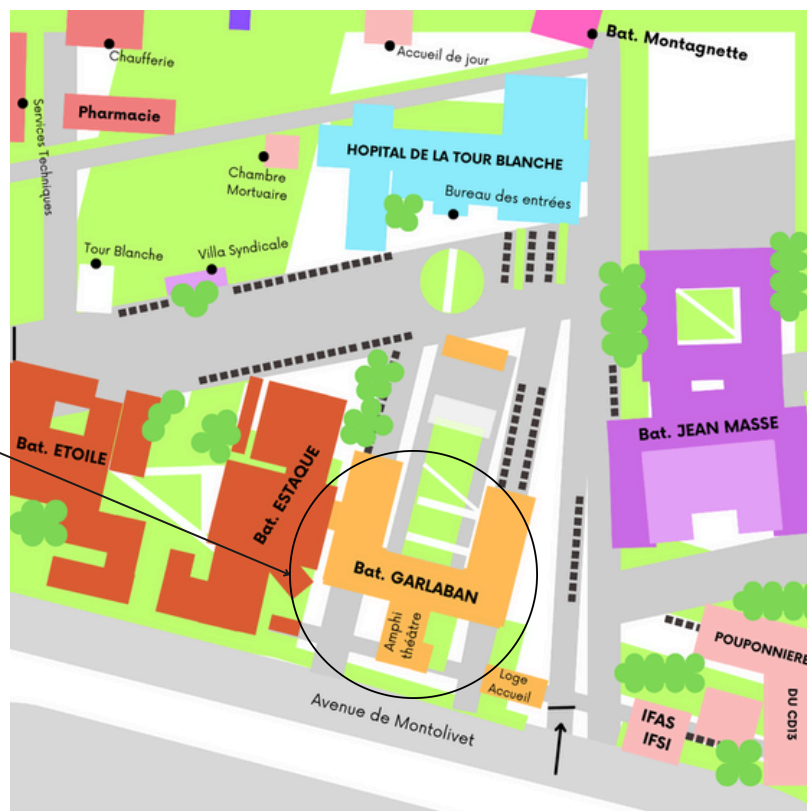 Bat. Montagnette
Chaufferie
Accueil de jour
Services Techniques
Pharmacie
HOPITAL DE LA TOUR BLANCHE
Chambre
Mortuaire
Bureau des entrées
Tour Blanche
Villa Syndicale
Bat. ETOILE
Bat. ESTAQUE
Bat. JEAN MASSE
Bat. GARLABAN
Amphi
théâtre
Loge
Accueil
POUPONNIERE
DU CD13
IFAS
IFSI
Avenue de Montolivet